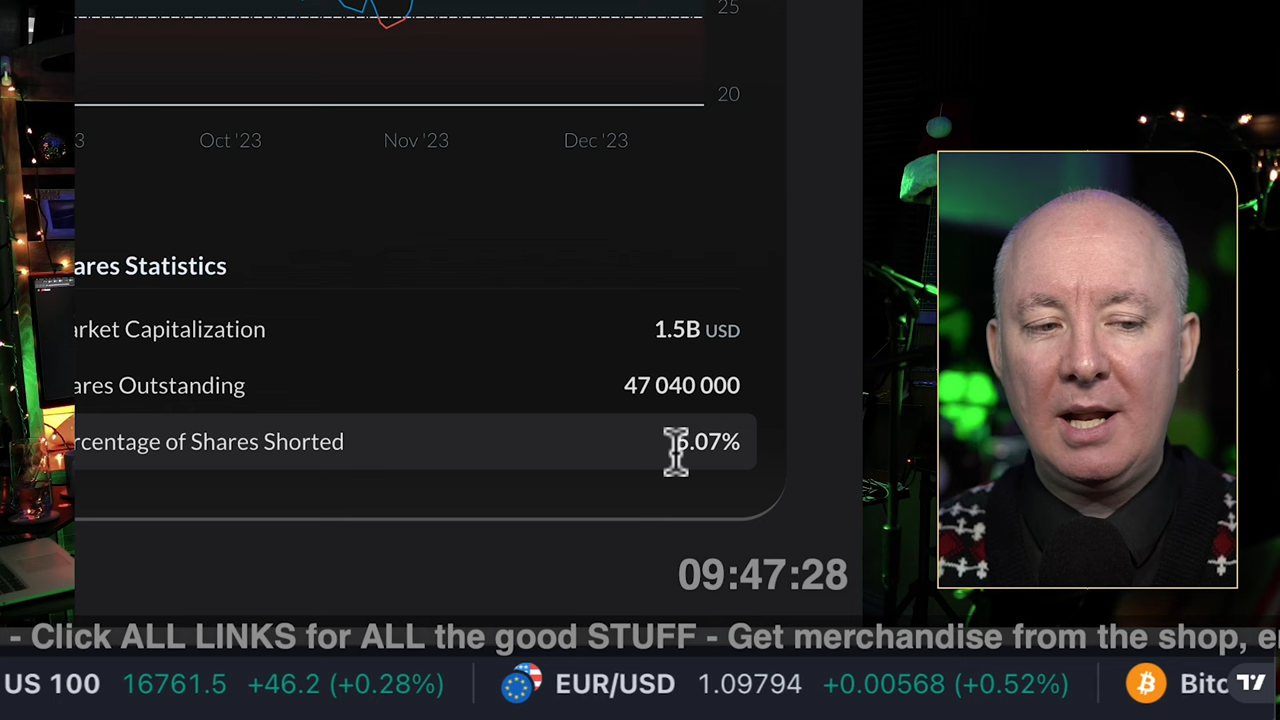 25
20
3
Oct '23
Nov '23
Dec '23
ares Statistics
arket Capitalization
1.5B USD
ares Outstanding
47 040 000
rcentage of Shares Shorted
.07%
09:47:28
- Click ALL LINKS for ALL the good STUFF - Get merchandise from the shop, e
US 100 16761.5 +46.2 (+0.28%)
EUR/USD 1.09794 +0.00568 (+0.52%)
Bitc